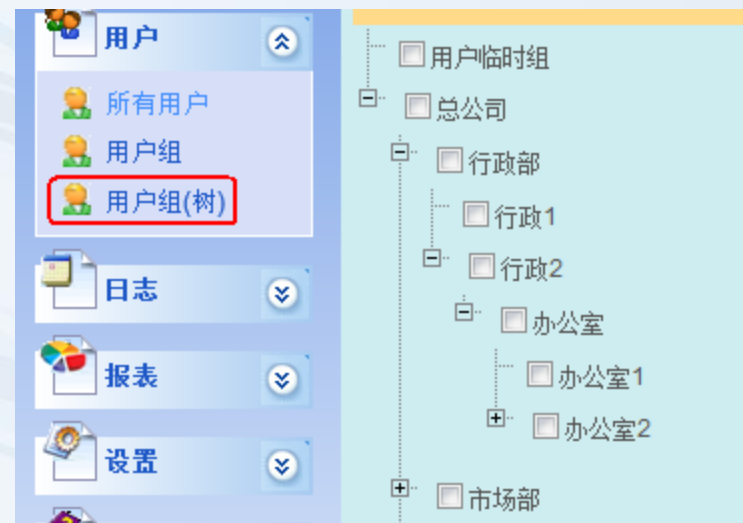 用户
所有用户
用户组
用户组(树)
日志
报表
设置
用户临时组
总公司
行政部
行政1
行政2
办公室
办公室1
办公室2
市场部